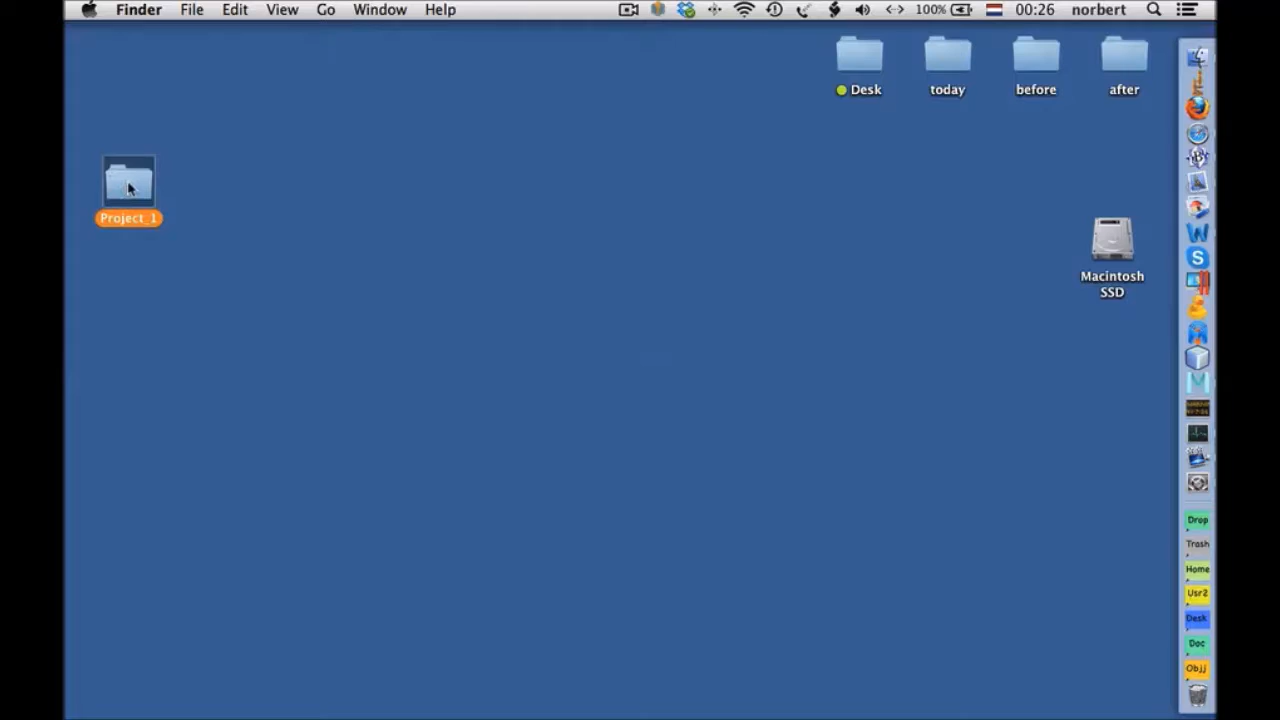 Finder File Edit View Go Window Help 100% 00:26 norbert
Desk today before after
Project_1
Macintosh
SSD
Drop
Trash
Home
Usr2
Desk
Doc
Objj